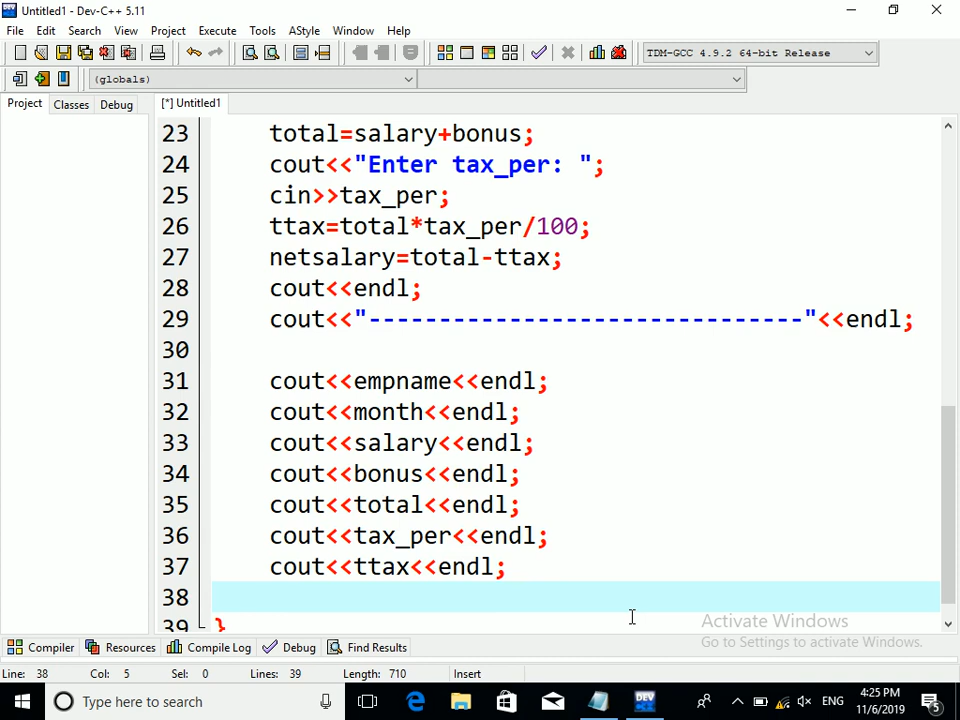 Untitled1 - Dev-C++ 5.11
File Edit Search View Project Execute Tools AStyle Window Help
TDM-GCC 4.9.2 64-bit Release
(globals)
Project Classes Debug [*] Untitled1
23 total=salary+bonus;
24 cout<<"Enter tax_per: ";
25 cin>>tax_per;
26 ttax=total*tax_per/100;
27 netsalary=total-ttax;
28 cout<<endl;
29 cout<<"-------------------------------"<<endl;
30
31 cout<<empname<<endl;
32 cout<<month<<endl;
33 cout<<salary<<endl;
34 cout<<bonus<<endl;
35 cout<<total<<endl;
36 cout<<tax_per<<endl;
37 cout<<ttax<<endl;
38
39 }
Activate Windows
Go to Settings to activate Windows.
Compiler Resources Compile Log Debug Find Results
Line: 38 Col: 5 Sel: 0 Lines: 39 Length: 710 Insert
Type here to search
DEV
ENG
4:25 PM
11/6/2019
5